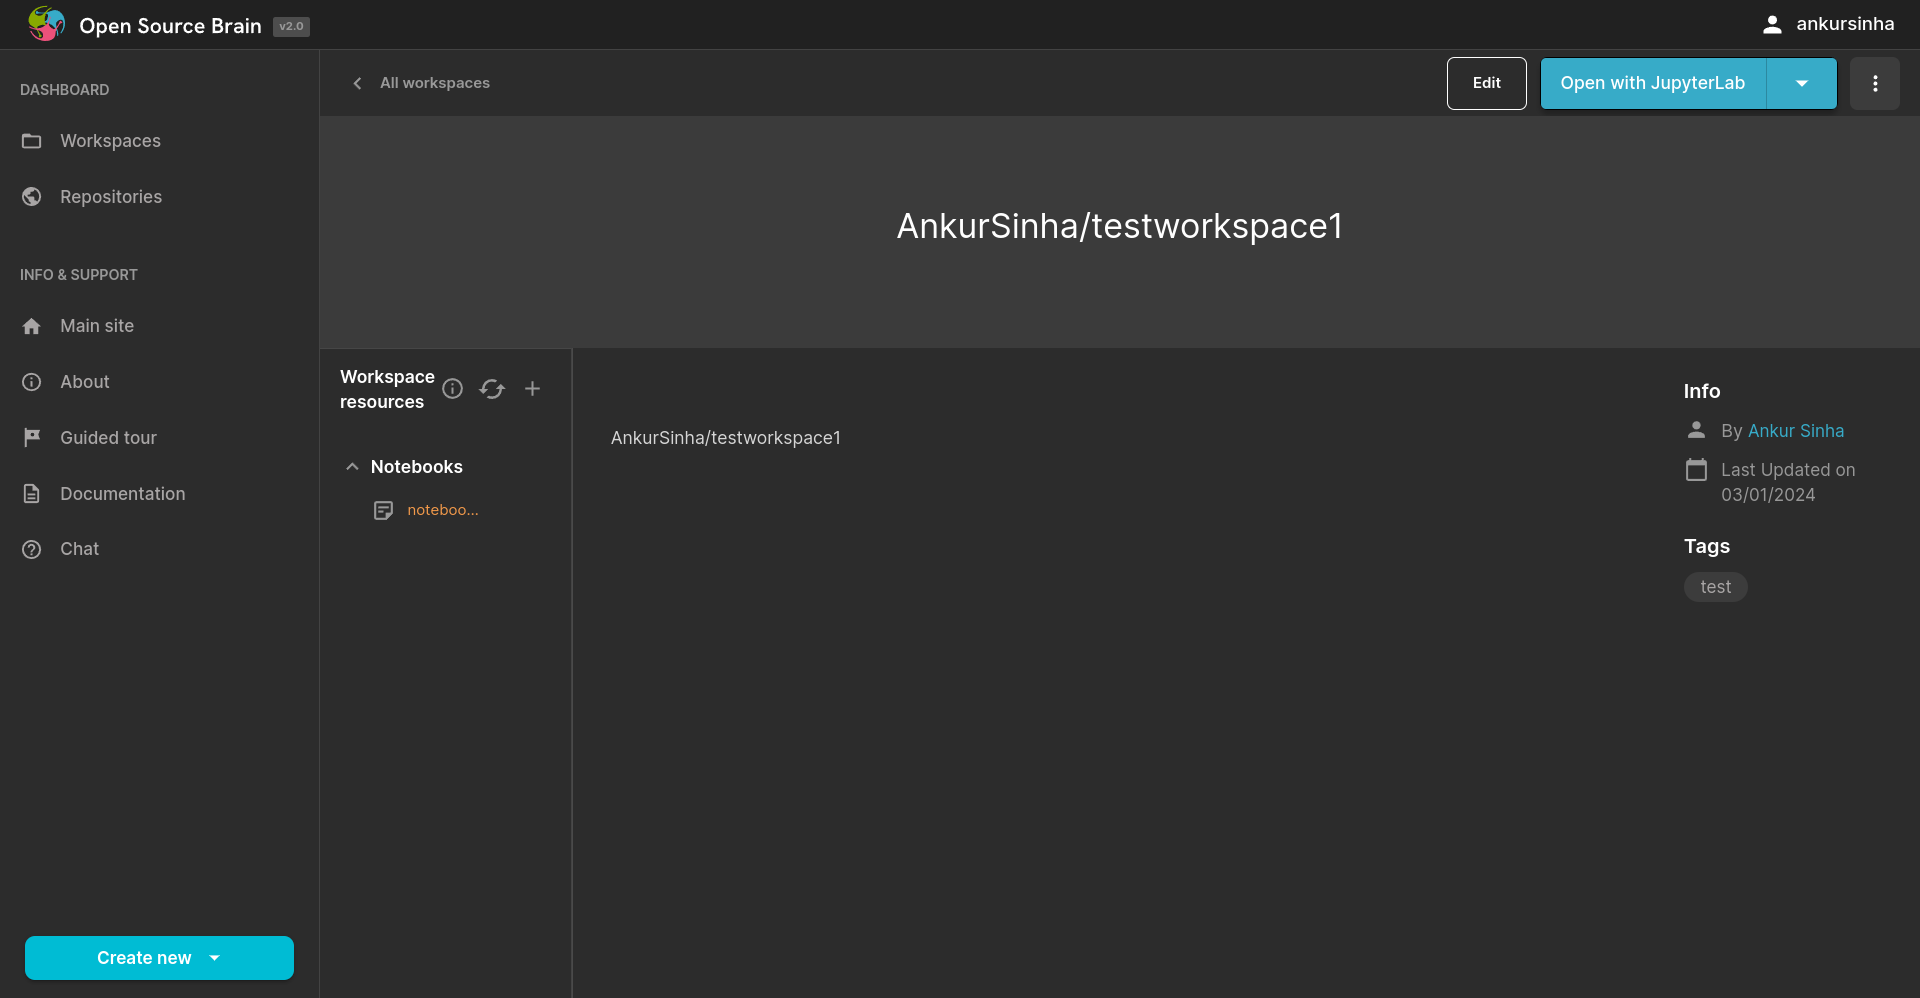 Open Source Brain v2.0
ankursinha
DASHBOARD
Workspaces
Repositories
INFO & SUPPORT
Main site
About
Guided tour
Documentation
Chat
Create new
All workspaces
Edit
Open with JupyterLab
AnkurSinha/testworkspace1
Workspace
resources
Notebooks
noteboo...
AnkurSinha/testworkspace1
Info
By Ankur Sinha
Last Updated on
03/01/2024
Tags
test